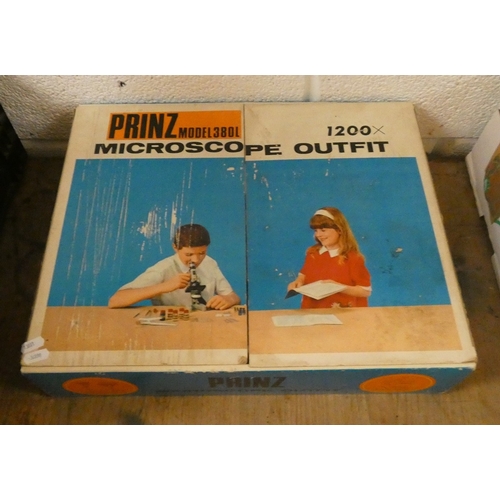 PRINZ MODEL 380L 1200×
MICROSCOPE OUTFIT
PRINZ